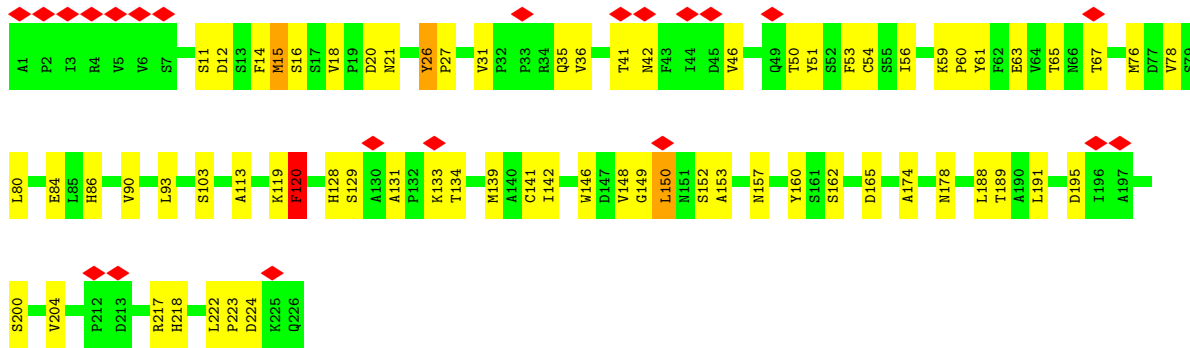 A1 P2 I3 R4 V5 V6 S7 S11 D12 S13 F14 M15 S16 S17 V18 P19 D20 N21 Y26 P27 V31 P32 P33 R34 Q35 V36 T41 N42 F43 I44 D45 V46 Q49 T50 Y51 S52 F53 C54 S55 I56 K59 P60 Y61 F62 E63 V64 T65 N66 T67 M76 D77 V78 S79
L80 E84 L85 H86 V90 L93 S103 A113 K119 F120 H128 S129 A130 A131 P132 K133 T134 M139 A140 C141 I142 W146 D147 V148 G149 L150 N151 S152 A153 N157 Y160 S161 S162 D165 A174 N178 L188 T189 A190 L191 D195 I196 A197
S200 V204 P212 D213 R217 H218 L222 P223 D224 K225 Q226